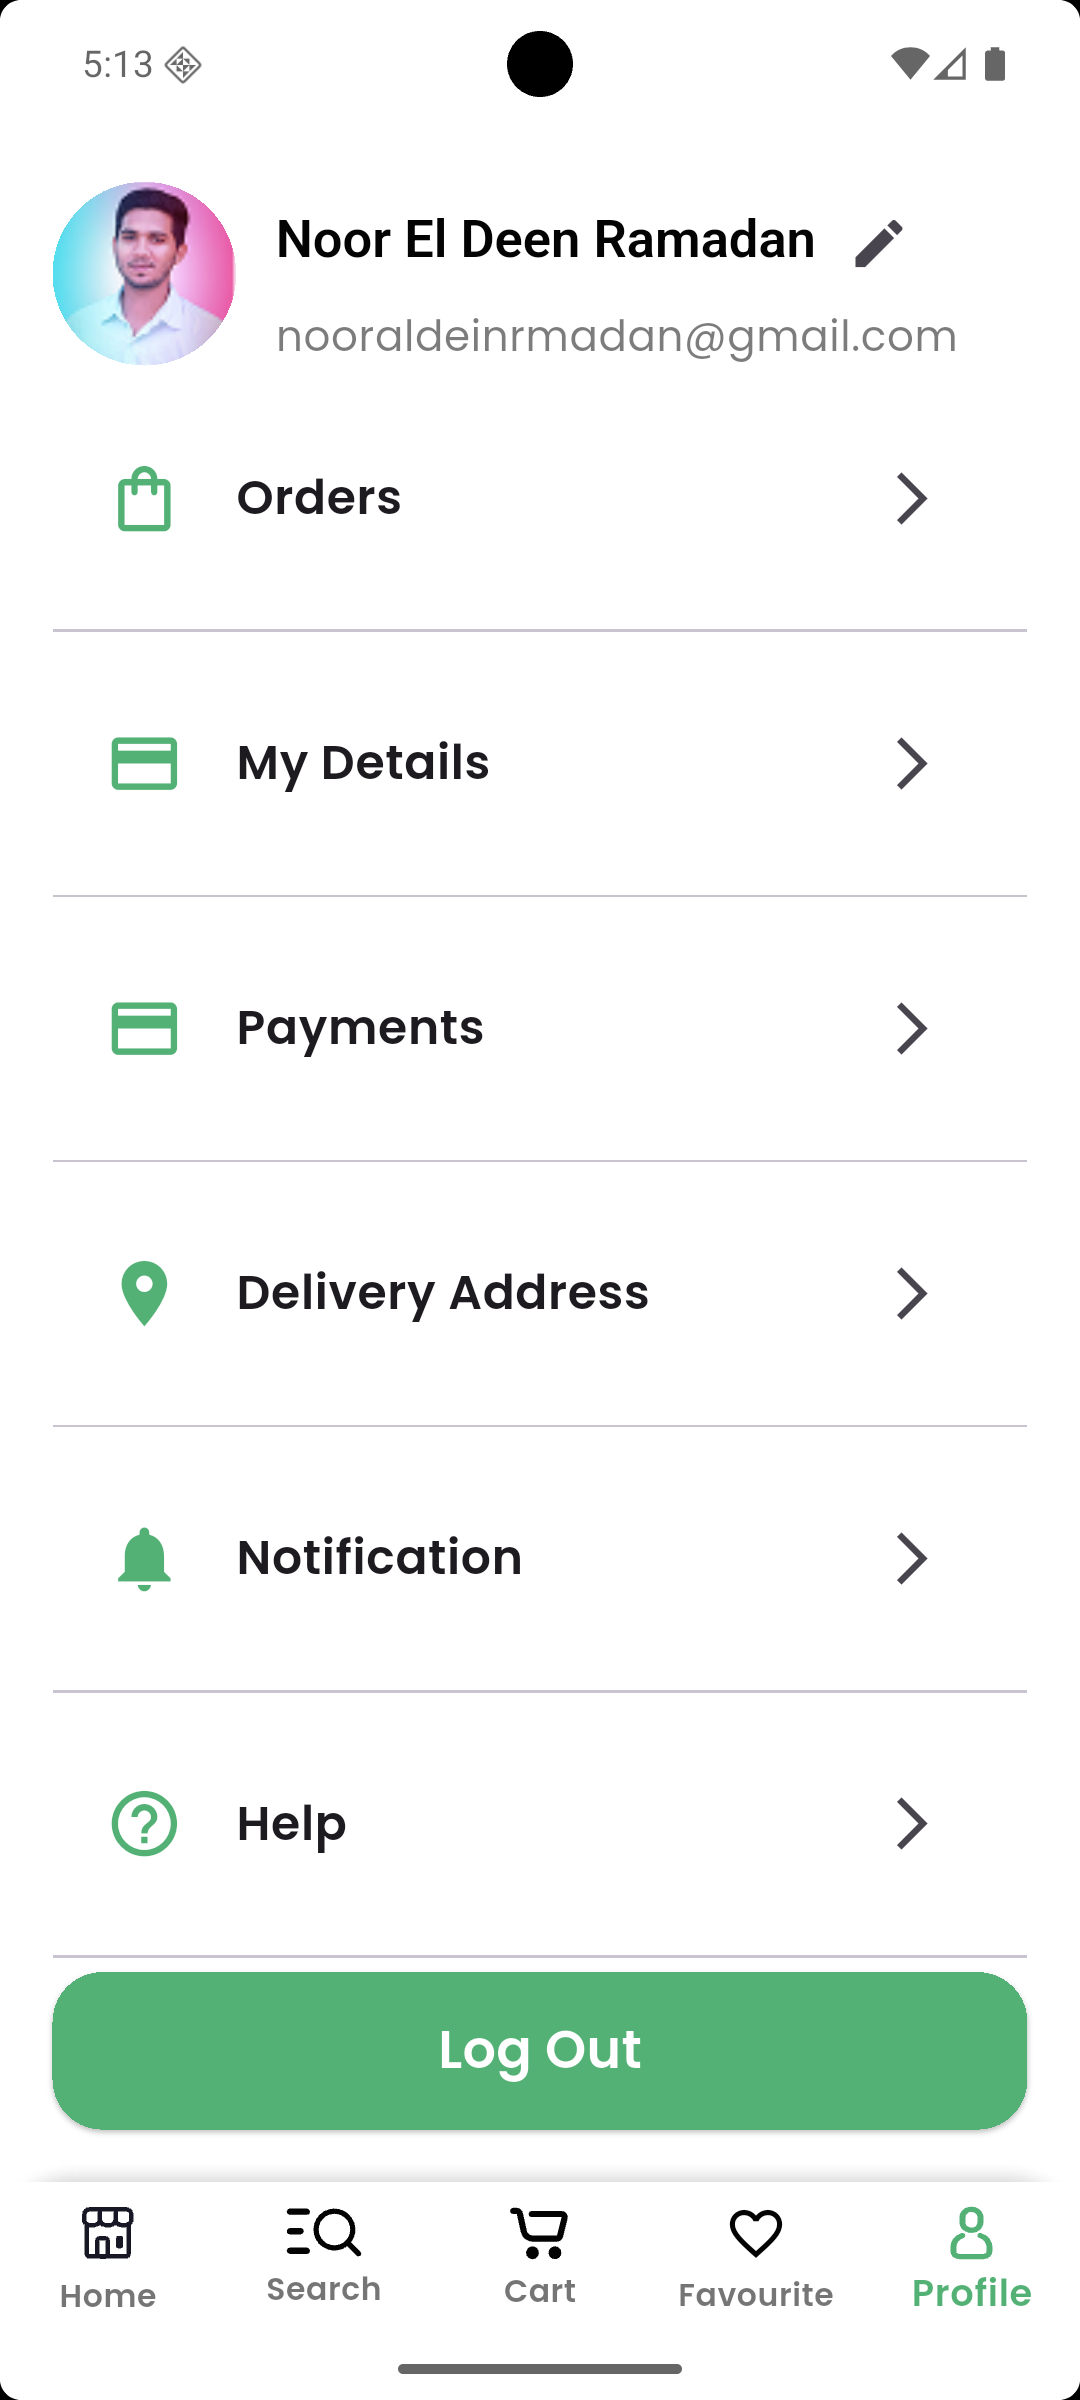 5:13
Noor El Deen Ramadan
nooraldeinrmadan@gmail.com
Orders
My Details
Payments
Delivery Address
Notification
Help
Log Out
Home
Search
Cart
Favourite
Profile